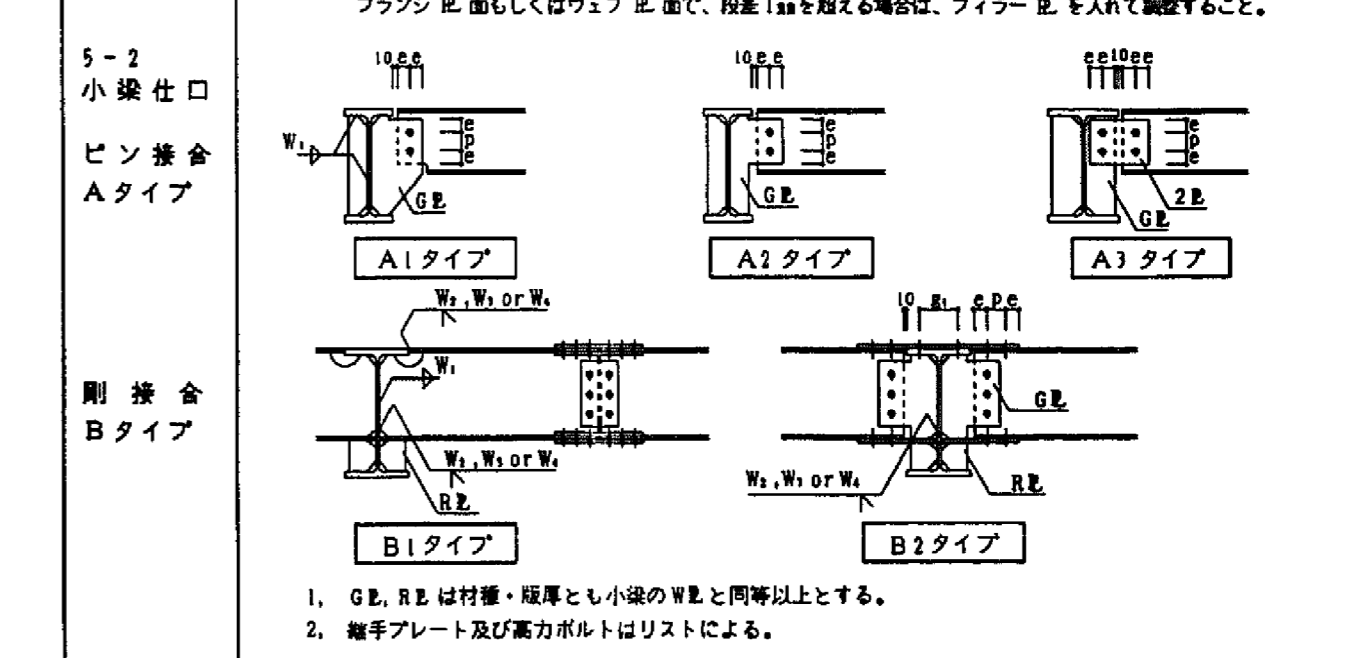 フランジ PL 面もしくはウェブ PL 面で、段差1mmを超える場合は、フィラー PL を入れて調整すること。
5-2
小梁仕口
ピン接合
Aタイプ
10 e e
W₁
e
p
e
GPL
A1タイプ
10 e e
e
p
e
GPL
A2タイプ
e e 10 e e
e
p
e
2PL
GPL
A3タイプ
剛接合
Bタイプ
W₂,W₃ or W₄
W₁
W₂,W₃ or W₄
RPL
B1タイプ
10 g₁ e p e
GPL
W₂,W₃ or W₄
RPL
B2タイプ
1, GPL, RPL は材種・版厚とも小梁のWPLと同等以上とする。
2, 継手プレート及び高力ボルトはリストによる。